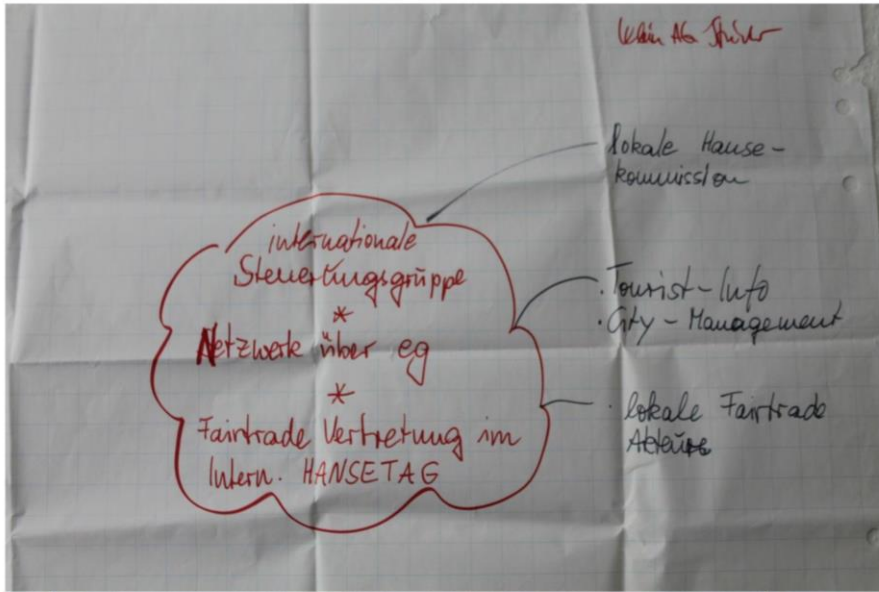 lokale Hanse-
kommission
internationale
Steuerungsgruppe
*
Netzwerk über eg
*
Fairtrade Vertretung im
Intern. HANSETAG
· Tourist-Info
· City-Management
· lokale Fairtrade
Akteure